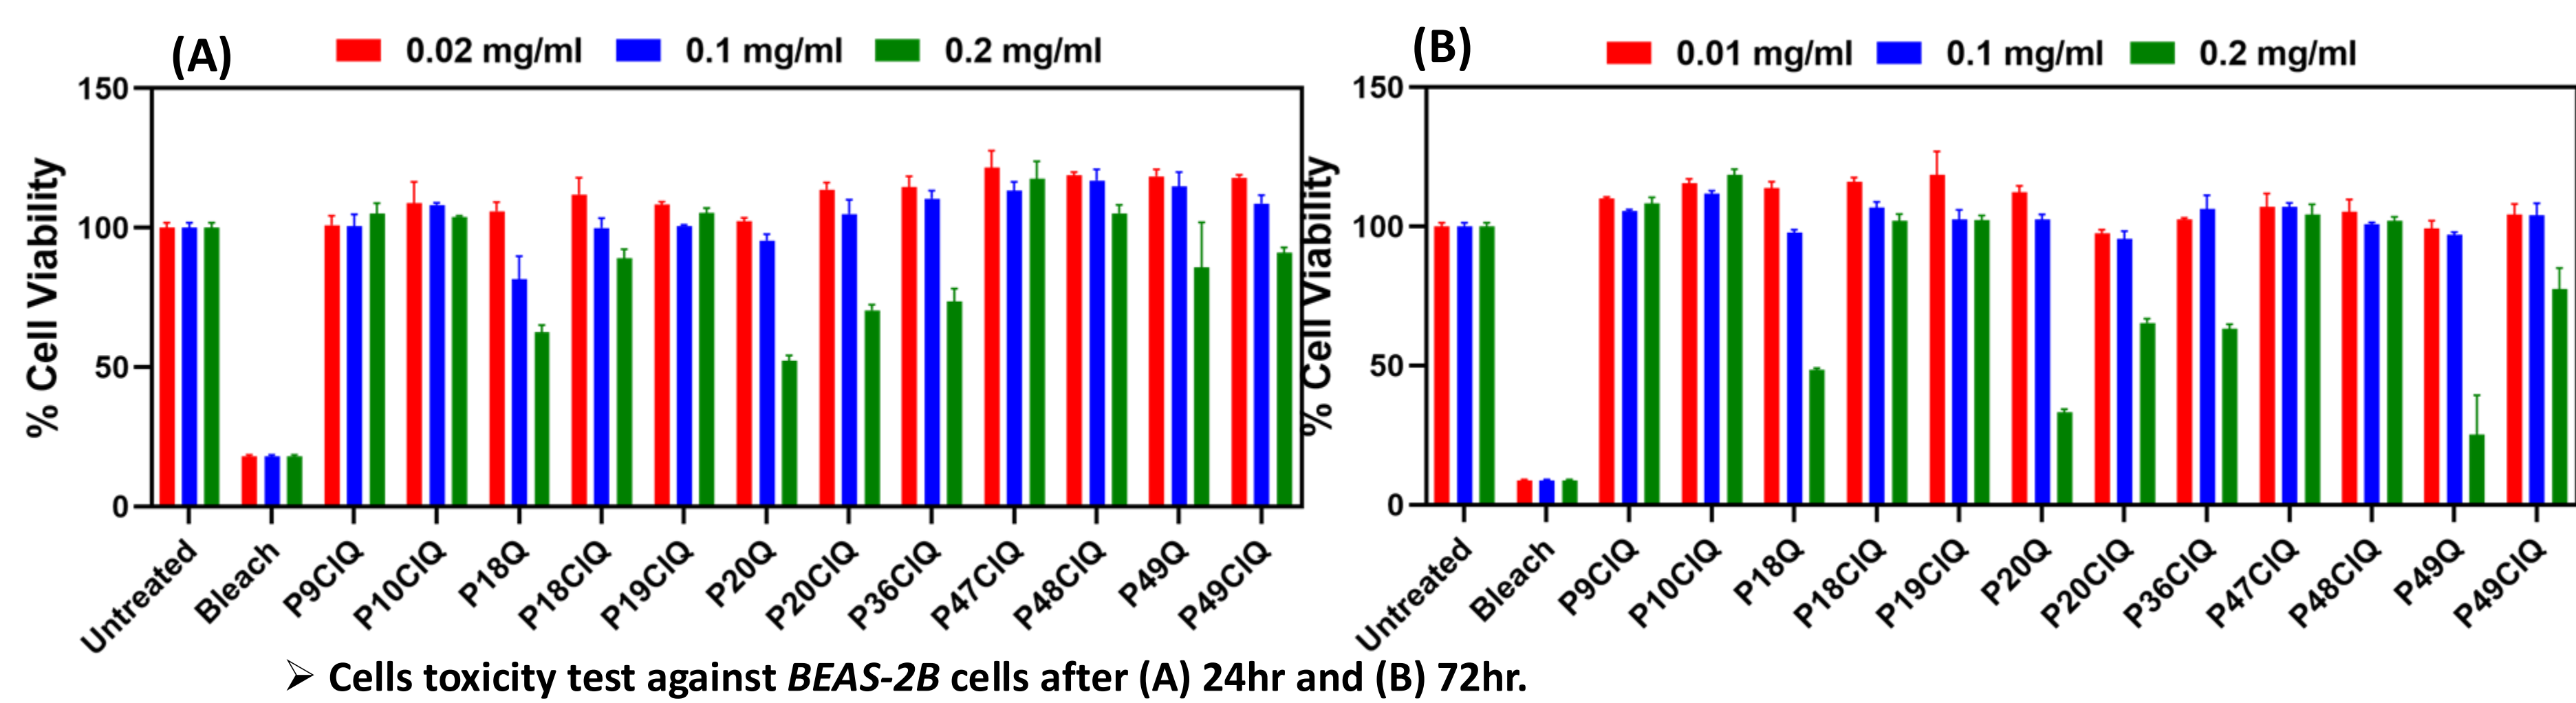 (A)
0.02 mg/ml 0.1 mg/ml 0.2 mg/ml
% Cell Viability
150
100
50
0
Untreated
Bleach
P9ClQ
P10ClQ
P18Q
P18ClQ
P19ClQ
P20Q
P20ClQ
P36ClQ
P47ClQ
P48ClQ
P49Q
P49ClQ
(B)
0.01 mg/ml 0.1 mg/ml 0.2 mg/ml
% Cell Viability
150
100
50
0
Untreated
Bleach
P9ClQ
P10ClQ
P18Q
P18ClQ
P19ClQ
P20Q
P20ClQ
P36ClQ
P47ClQ
P48ClQ
P49Q
P49ClQ
➢ Cells toxicity test against BEAS-2B cells after (A) 24hr and (B) 72hr.